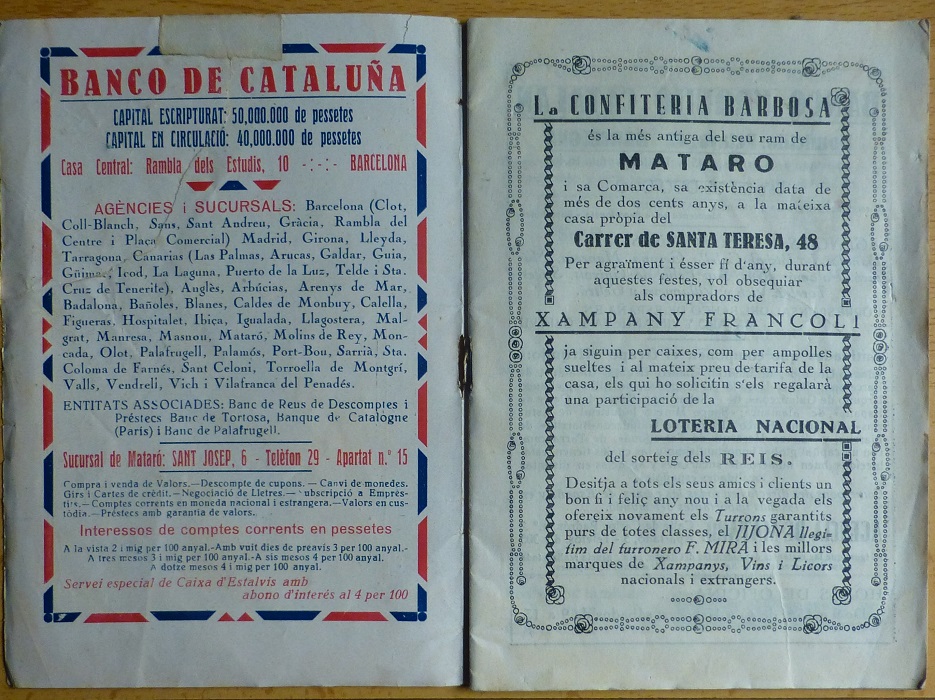 BANCO DE CATALUÑA
CAPITAL ESCRIPTURAT: 50,000.000 de pessetes
CAPITAL EN CIRCULACIÓ: 40,000.000 de pessetes
Casa Central: Rambla dels Estudis, 10 -:-:- BARCELONA
AGÈNCIES i SUCURSALS: Barcelona (Clot,
Coll-Blanch, Sans, Sant Andreu, Gràcia, Rambla del
Centre i Plaça Comercial) Madrid, Girona, Lleyda,
Tarragona, Canarias (Las Palmas, Arucas, Galdar, Guia,
Icod, La Laguna, Puerto de la Luz, Telde i Sta.
Cruz de Tenerife), Anglès, Arbúcias, Arenys de Mar,
Badalona, Bañoles, Blanes, Caldes de Monbuy, Calella,
Figueras, Hospitalet, Ibiça, Igualada, Llagostera, Mal-
grat, Manresa, Masnou, Mataró, Molins de Rey, Mon-
cada, Olot, Palafrugell, Palamós, Port-Bou, Sarrià, Sta.
Coloma de Farnés, Sant Celoni, Torroella de Montgrí,
Valls, Vendreli, Vich i Vilafranca del Penadés.
ENTITATS ASSOCIADES: Banc de Reus de Descomptes i
Préstecs Banc de Tortosa, Banque de Catalogne
(Paris) i Banc de Palafrugell.
Sucursal de Mataró: SANT JOSEP, 6 - Telèfon 29 - Apartat n.º 15
Compra i venda de Valors.—Descompte de cupons.—Canvi de monedes.
Girs i Cartes de crèdit.—Negociació de Lletres.—Subscripció a Emprès-
tits.—Comptes corrents en moneda nacional i estrangera.—Valors en cus-
tòdia.—Préstecs amb garantia de valors.
Interessos de comptes corrents en pessetes
A la vista 2 i mig per 100 anyal.-Amb vuit dies de preavis 3 per 100 anyal.-
A tres mesos 3 i mig per 100 anyal.-A sis mesos 4 per 100 anyal.
A dotze mesos 4 i mig per 100 anyal.
Servei especial de Caixa d'Estalvis amb
abono d'interés al 4 per 100
La CONFITERIA BARBOSA
és la més antiga del seu ram de
MATARO
i sa Comarca, sa existència data de
més de dos cents anys, a la mateixa
casa pròpia del
Carrer de SANTA TERESA, 48
Per agraïment i ésser fí d'any, durant
aquestes festes, vol obsequiar
als compradors de
XAMPANY FRANCOLI
ja siguin per caixes, com per ampolles
sueltes i al mateix preu de tarifa de la
casa, els qui ho solicitin s'els regalarà
una participació de la
LOTERIA NACIONAL
del sorteig dels REIS.
Desitja a tots els seus amics i clients un
bon fi i feliç any nou i a la vegada els
ofereix novament els Turrons garantits
purs de totes classes, el JIJONA llegi-
tim del turronero F. MIRA i les millors
marques de Xampanys, Vins i Licors
nacionals i extrangers.